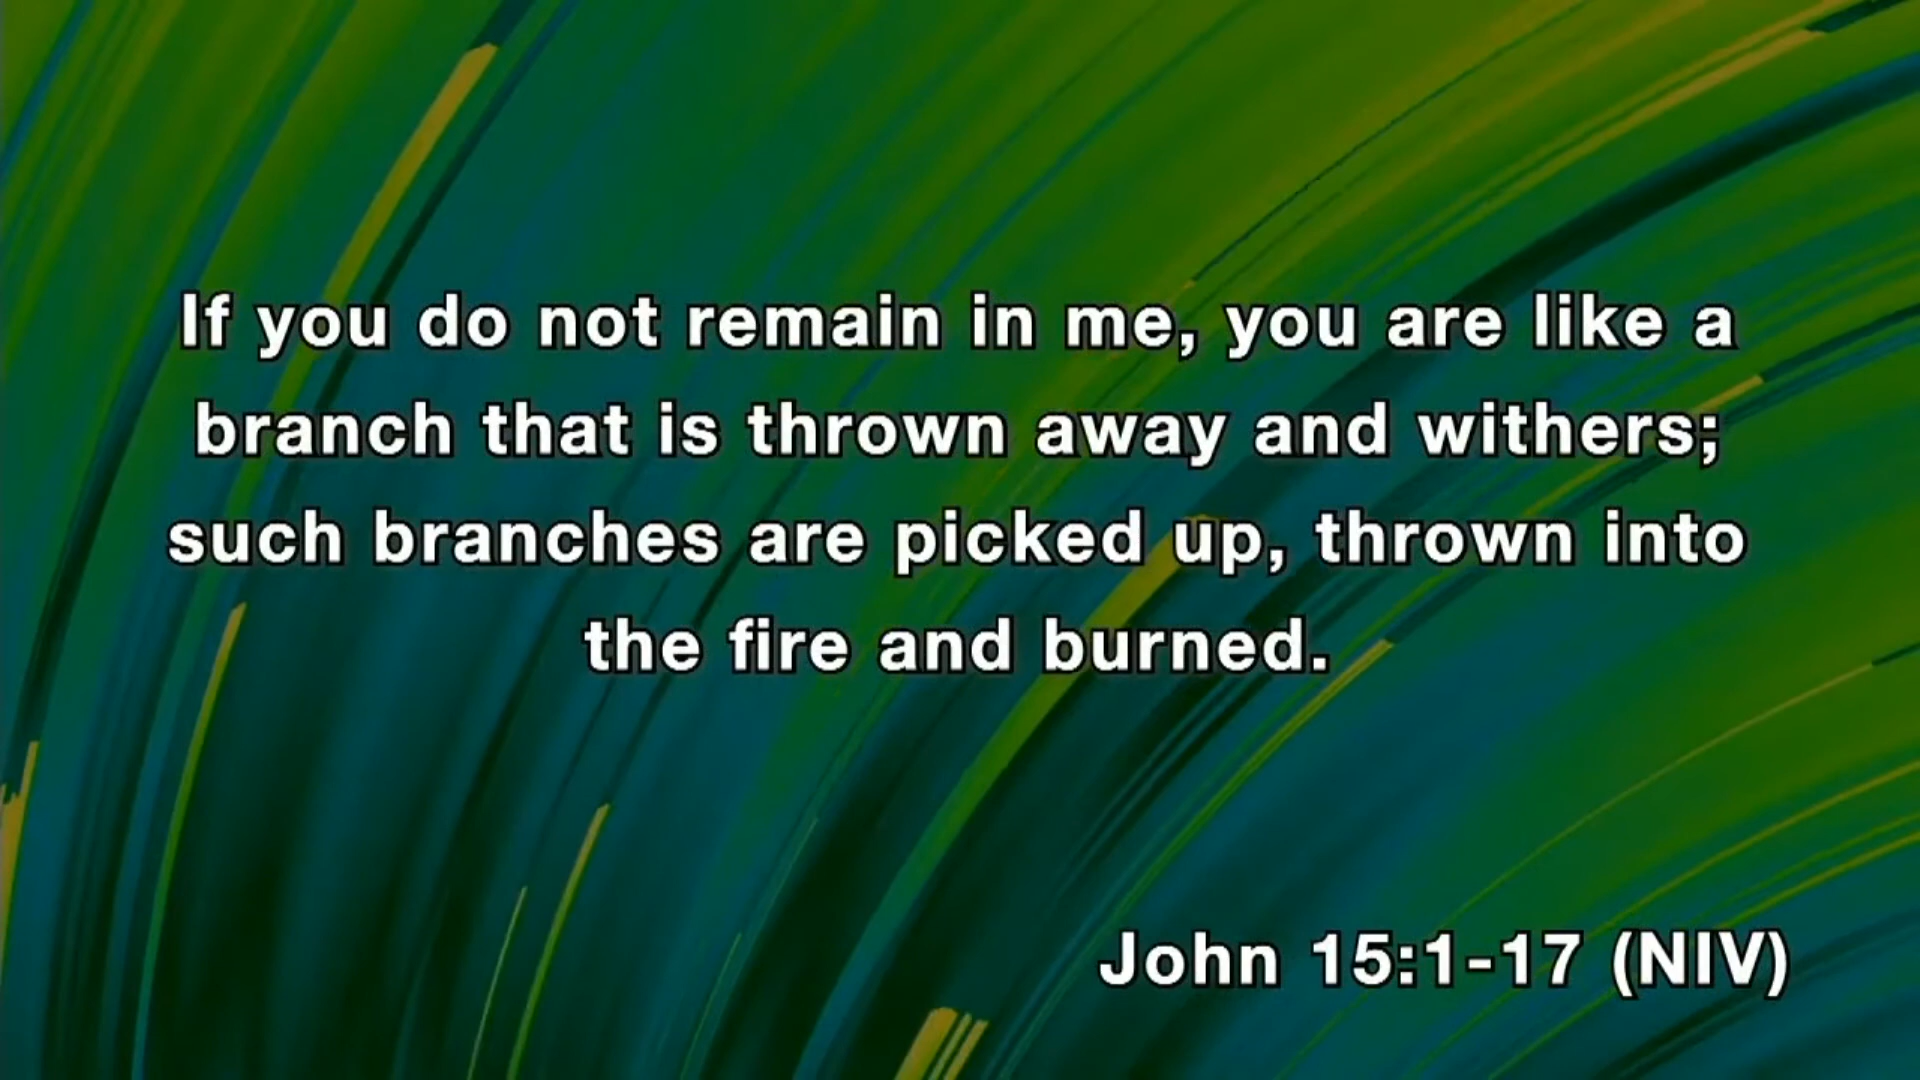 If you do not remain in me, you are like a
branch that is thrown away and withers;
such branches are picked up, thrown into
the fire and burned.
John 15:1-17 (NIV)